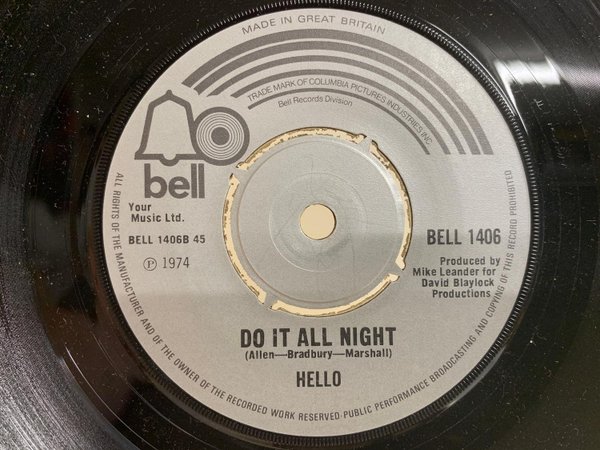 MADE IN GREAT BRITAIN
TRADE MARK OF COLUMBIA PICTURES INDUSTRIES, INC.
Bell Records Division
bell
Your
Music Ltd.
BELL 1406B 45
Ⓟ 1974
BELL 1406
Produced by
Mike Leander for
David Blaylock
Productions
DO IT ALL NIGHT
(Allen—Bradbury—Marshall)
HELLO
ALL RIGHTS OF THE MANUFACTURER AND OF THE OWNER OF THE RECORDED WORK RESERVED·PUBLIC PERFORMANCE BROADCASTING AND COPYING OF THIS RECORD PROHIBITED